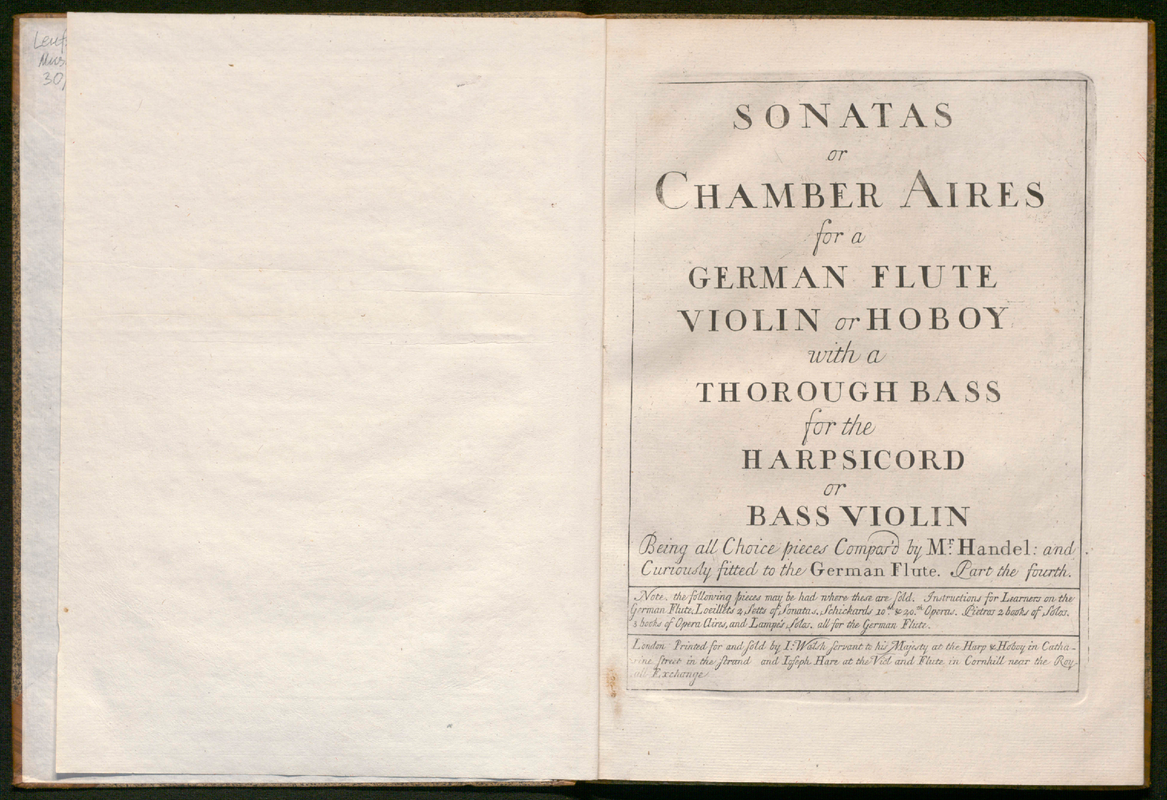 Leuf
Mus
30,
SONATAS
or
CHAMBER AIRES
for a
GERMAN FLUTE
VIOLIN or HOBOY
with a
THOROUGH BASS
for the
HARPSICORD
or
BASS VIOLIN
Being all Choice pieces Compos'd by Mr. Handel: and
Curiously fitted to the German Flute. Part the fourth.
Note. the following pieces may be had where these are sold. Instructions for Learners on the
German Flute, Loeillets 2, Setts of Sonatas, Schickards 10th & 20th Operas. Pietros 2 books of Solos.
books of Opera Aires, and Lampe's, Solos. all for the German Flute.
London Printed for and sold by I: Walsh servant to his Majesty at the Harp & Hoboy in Catha-
rine street in the strand and Ioseph Hare at the Viol and Flute in Cornhill near the Roy-
all Exchange